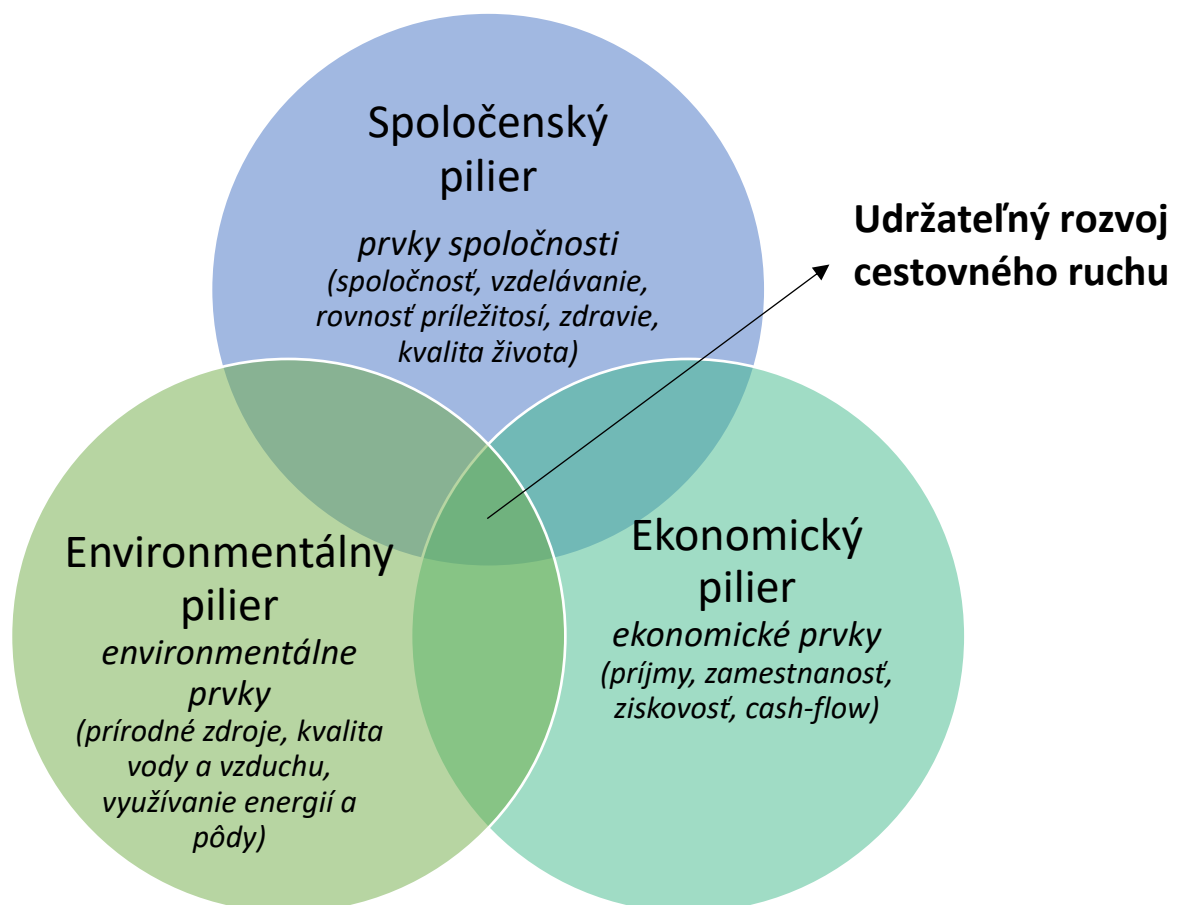 Spoločenský
pilier
prvky spoločnosti
(spoločnosť, vzdelávanie,
rovnosť príležitosí, zdravie,
kvalita života)
Udržateľný rozvoj
cestovného ruchu
Environmentálny
pilier
environmentálne
prvky
(prírodné zdroje, kvalita
vody a vzduchu,
využívanie energií a
pôdy)
Ekonomický
pilier
ekonomické prvky
(príjmy, zamestnanosť,
ziskovosť, cash-flow)